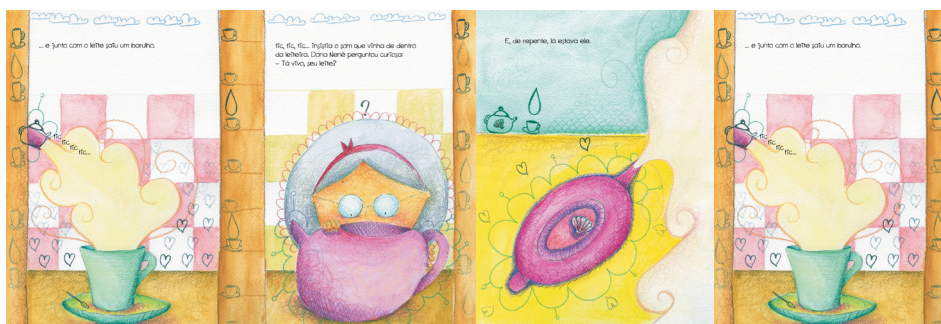 ... e junto com o leite saiu um barulho.
tic,
tic,
tic,
tic...
tic, tic, tic... Insistia o som que vinha de dentro
da leiteira. Dona Nenê perguntou curiosa:
– Tá vivo, seu leite?
?
E, de repente, lá estava ele.
... e junto com o leite saiu um barulho.
tic,
tic,
tic,
tic...